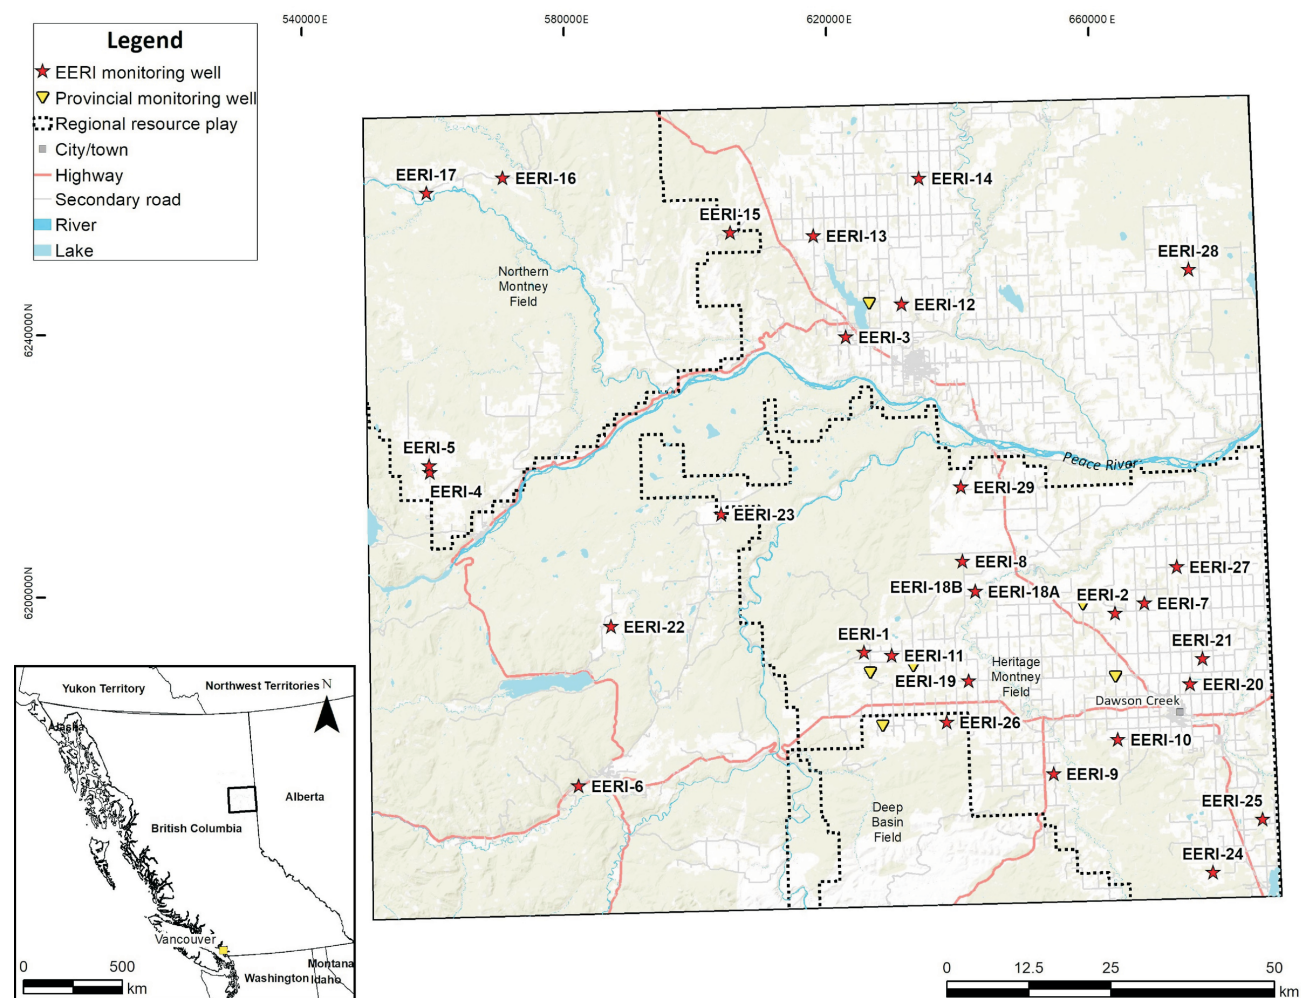 540000 E
580000 E
620000 E
660000 E
Legend
EERI monitoring well
Provincial monitoring well
Regional resource play
City/town
Highway
Secondary road
River
Lake
6240000 N
6200000 N
EERI-17
EERI-16
EERI-14
EERI-15
EERI-13
EERI-28
Northern
Montney
Field
EERI-12
EERI-3
EERI-5
EERI-4
Peace River
EERI-29
EERI-23
EERI-8
EERI-27
EERI-18B
EERI-18A
EERI-2
EERI-7
EERI-22
EERI-1
EERI-11
EERI-21
EERI-19
Heritage
Montney
Field
EERI-20
Dawson Creek
EERI-26
EERI-10
EERI-9
EERI-6
Deep
Basin
Field
EERI-25
EERI-24
Yukon Territory
Northwest Territories
N
Alaska
Alberta
British Columbia
Vancouver
Washington
Montana
Idaho
0 500
km
0 12.5 25 50
km